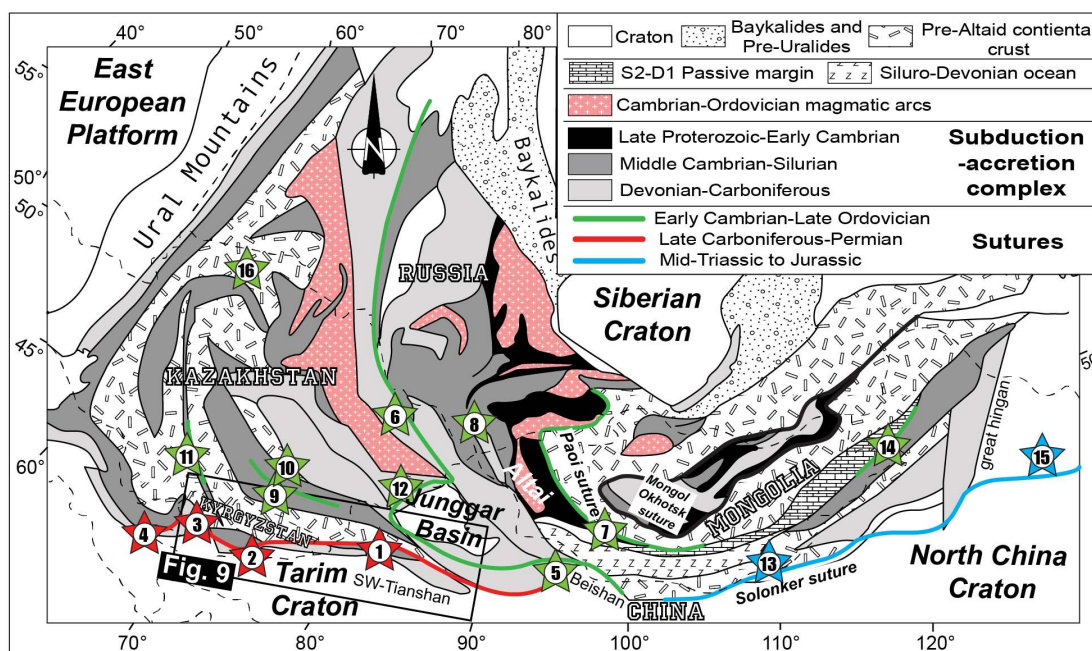 40°
50°
60°
70°
80°
55°
50°
50°
45°
60°
East
European
Platform
Ural Mountains
N
Baykalides
RUSSIA
KAZAKHSTAN
KYRGYZSTAN
Siberian
Craton
Altai
Paoi suture
Mongol
Okhotsk
suture
MONGOLIA
great hingan
Junggar
Basin
Fig. 9
Tarim
Craton
SW-Tianshan
Beishan
CHINA
Solonker suture
North China
Craton
16
6
8
11
10
9
12
14
15
3
4
2
1
5
7
13
70°
80°
90°
100
110
120
Craton
Baykalides and
Pre-Uralides
Pre-Altaid contienta
crust
S2-D1 Passive margin
Siluro-Devonian ocean
Cambrian-Ordovician magmatic arcs
Late Proterozoic-Early Cambrian
Middle Cambrian-Silurian
Devonian-Carboniferous
Subduction
-accretion
complex
Early Cambrian-Late Ordovician
Late Carboniferous-Permian
Mid-Triassic to Jurassic
Sutures